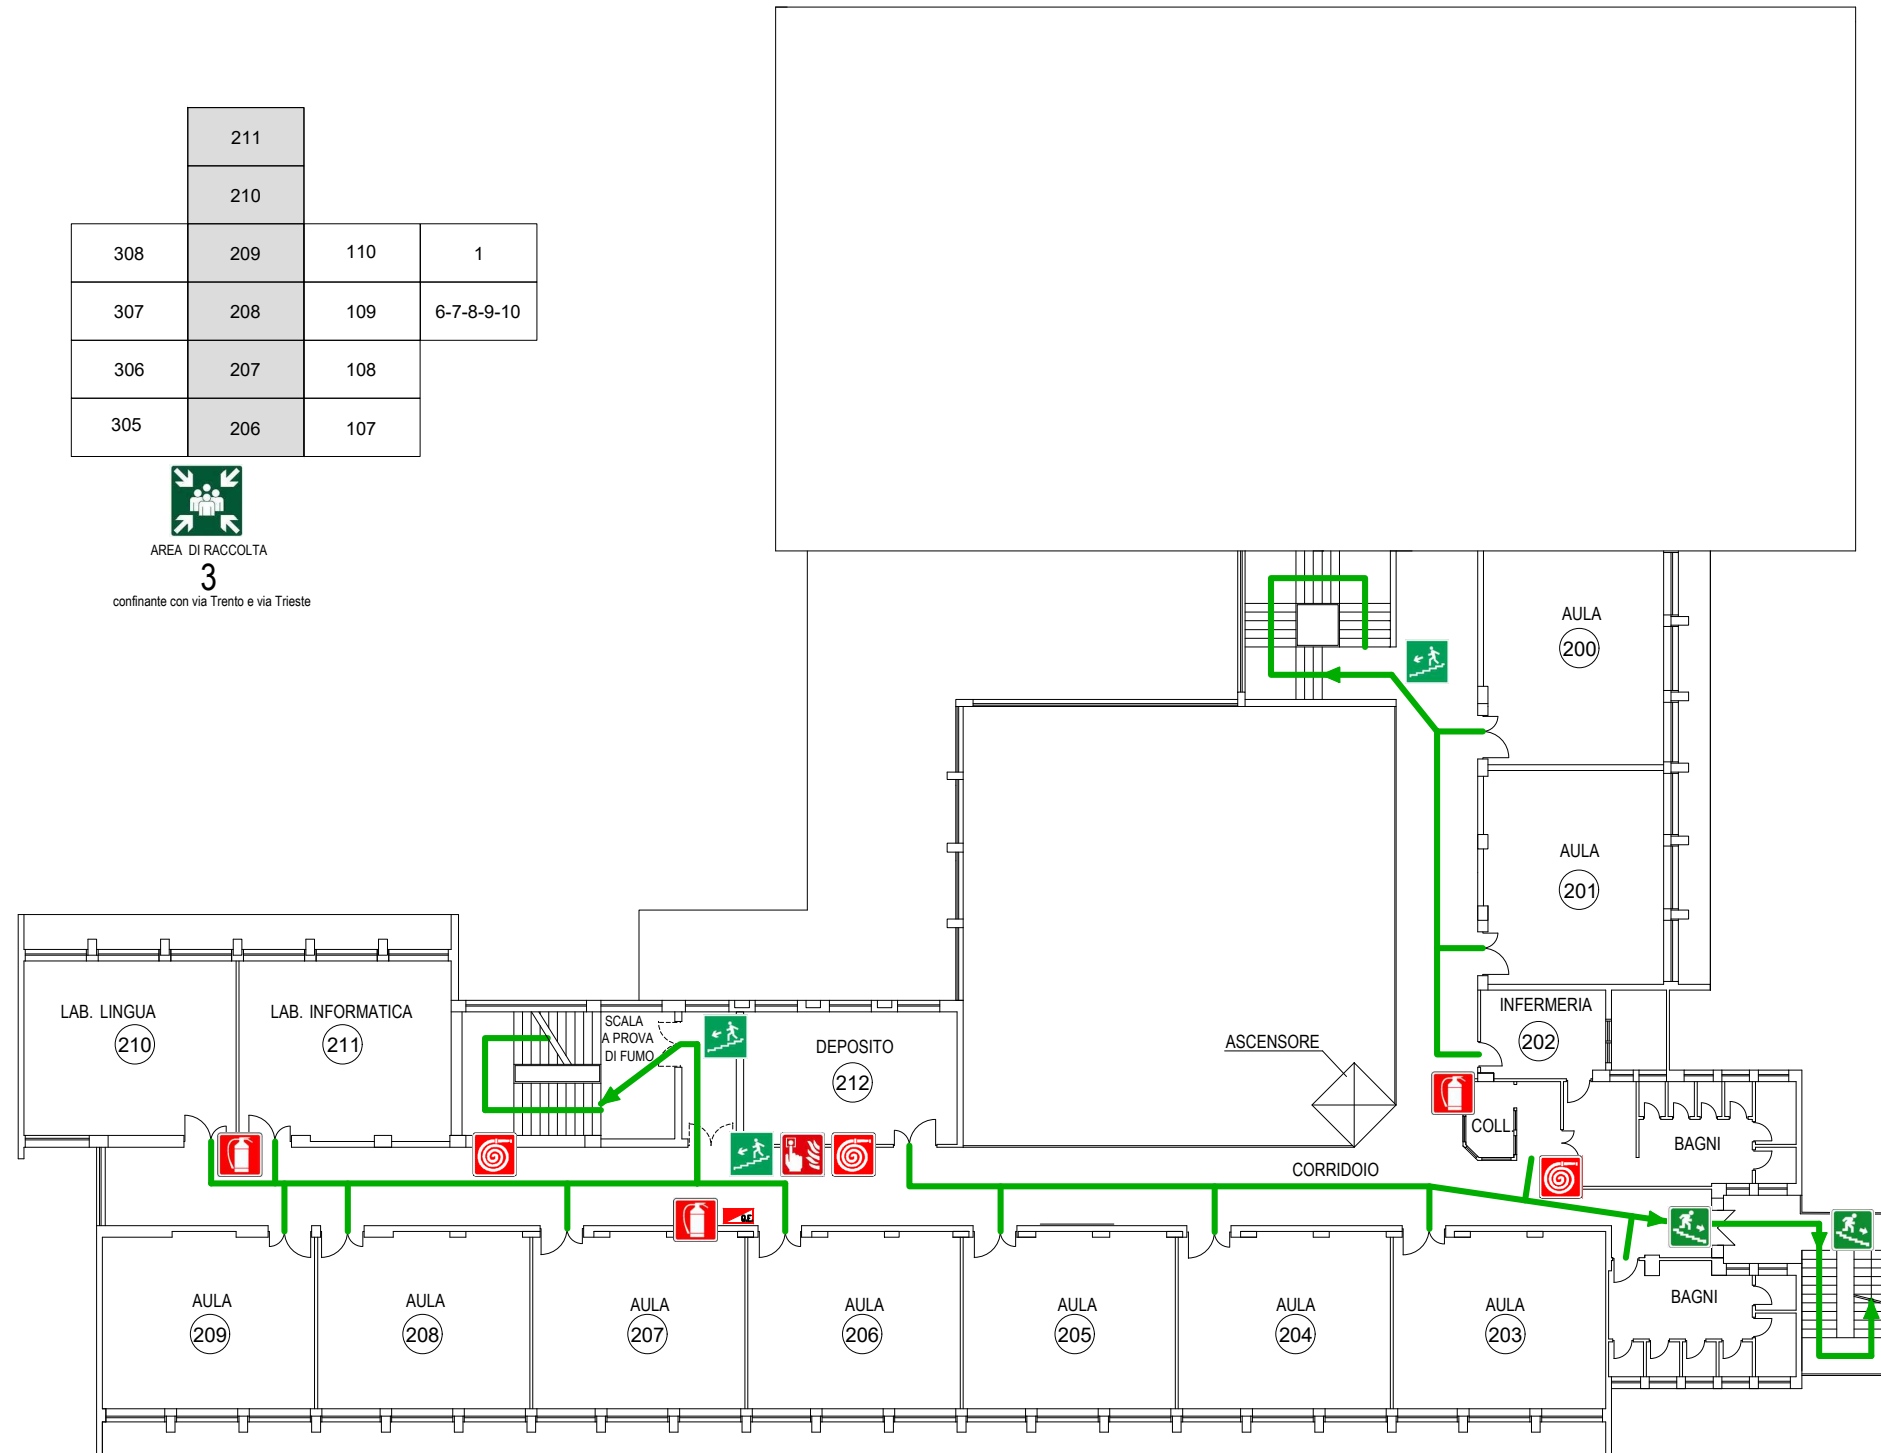 211
210
308 209 110 1
307 208 109 6-7-8-9-10
306 207 108
305 206 107
AREA DI RACCOLTA
3
confinante con via Trento e via Trieste
AULA
200
AULA
201
LAB. LINGUA
210
LAB. INFORMATICA
211
SCALA
A PROVA
DI FUMO
DEPOSITO
212
ASCENSORE
INFERMERIA
202
COLL.
BAGNI
CORRIDOIO
Q.E.
AULA
209
AULA
208
AULA
207
AULA
206
AULA
205
AULA
204
AULA
203
BAGNI